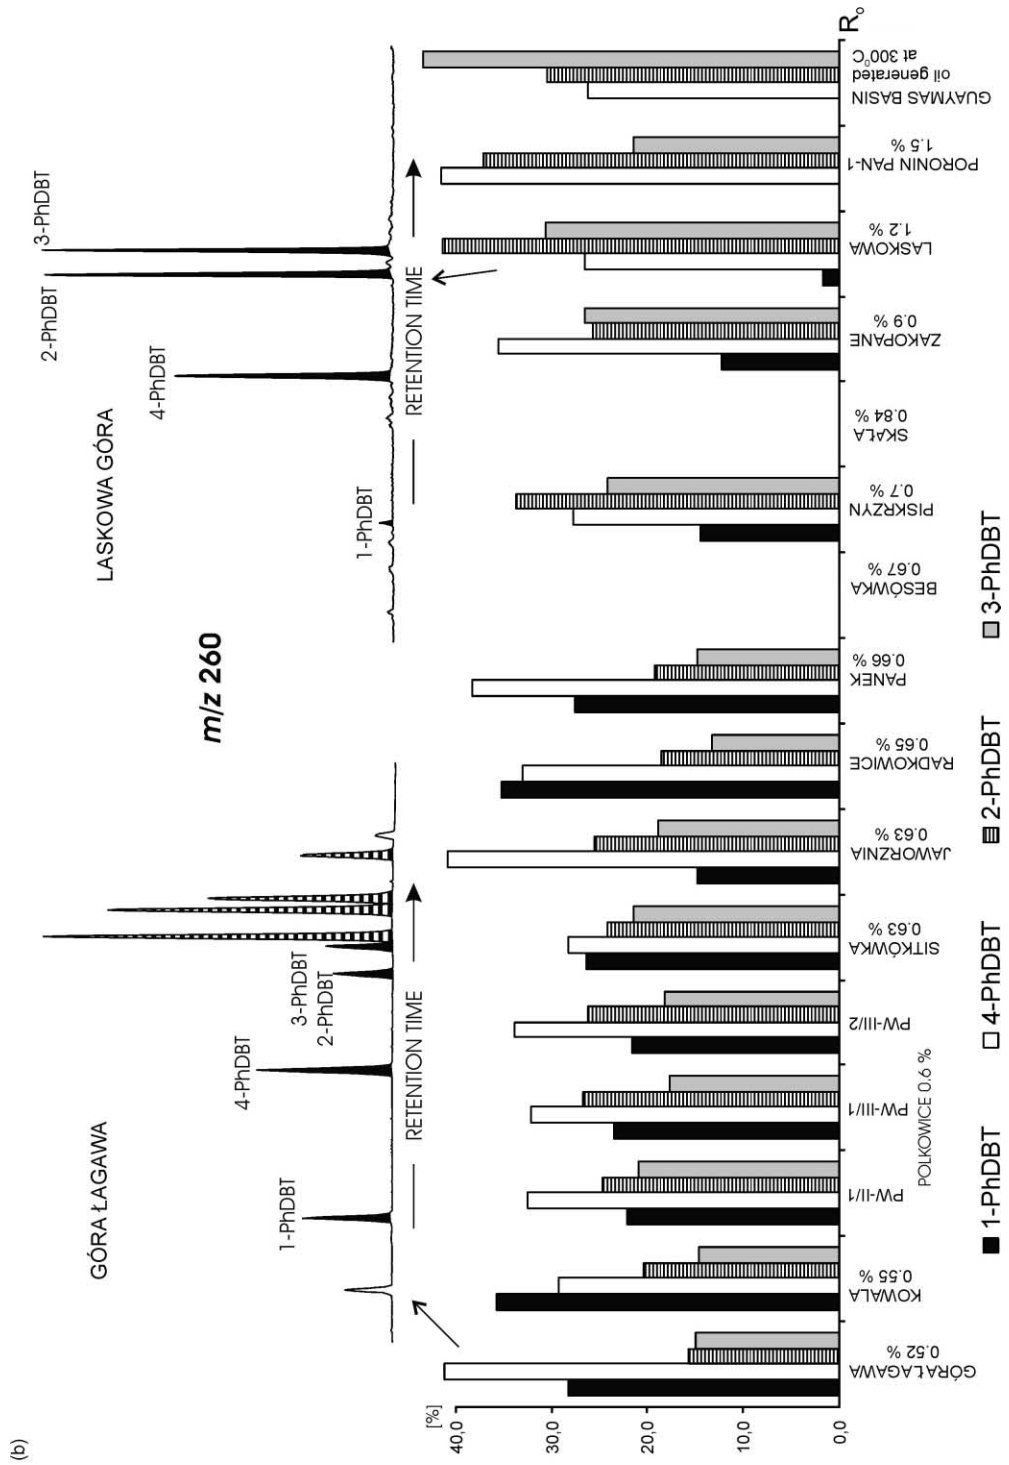 (b)
m/z 260
GÓRA ŁAGAWA
1-PhDBT
4-PhDBT
2-PhDBT
3-PhDBT
RETENTION TIME
LASKOWA GÓRA
1-PhDBT
4-PhDBT
2-PhDBT
3-PhDBT
RETENTION TIME
[%]
40,0
30,0
20,0
10,0
0,0
GÓRA ŁAGAWA
0.52 %
KOWALA
0.55 %
PW-II/1
PW-III/1
PW-III/2
POLKOWICE 0.6 %
SITKÓWKA
0.63 %
JAWORZNIA
0.63 %
RADKOWICE
0.65 %
PANEK
0.66 %
BESÓWKA
0.67 %
PISKRZYN
0.7 %
SKAŁA
0.84 %
ZAKOPANE
0.9 %
LASKOWA
1.2 %
PORONIN PAN-1
1.5 %
GUAYMAS BASIN
oil generated
at 300°C
Ro
1-PhDBT
4-PhDBT
2-PhDBT
3-PhDBT